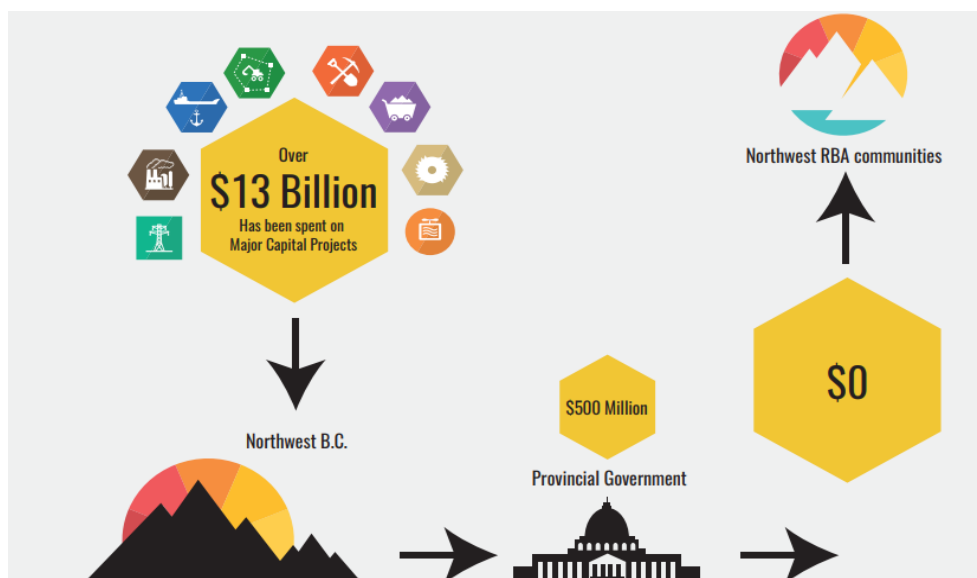 Over
$13 Billion
Has been spent on
Major Capital Projects
Northwest RBA communities
$0
$500 Million
Northwest B.C.
Provincial Government